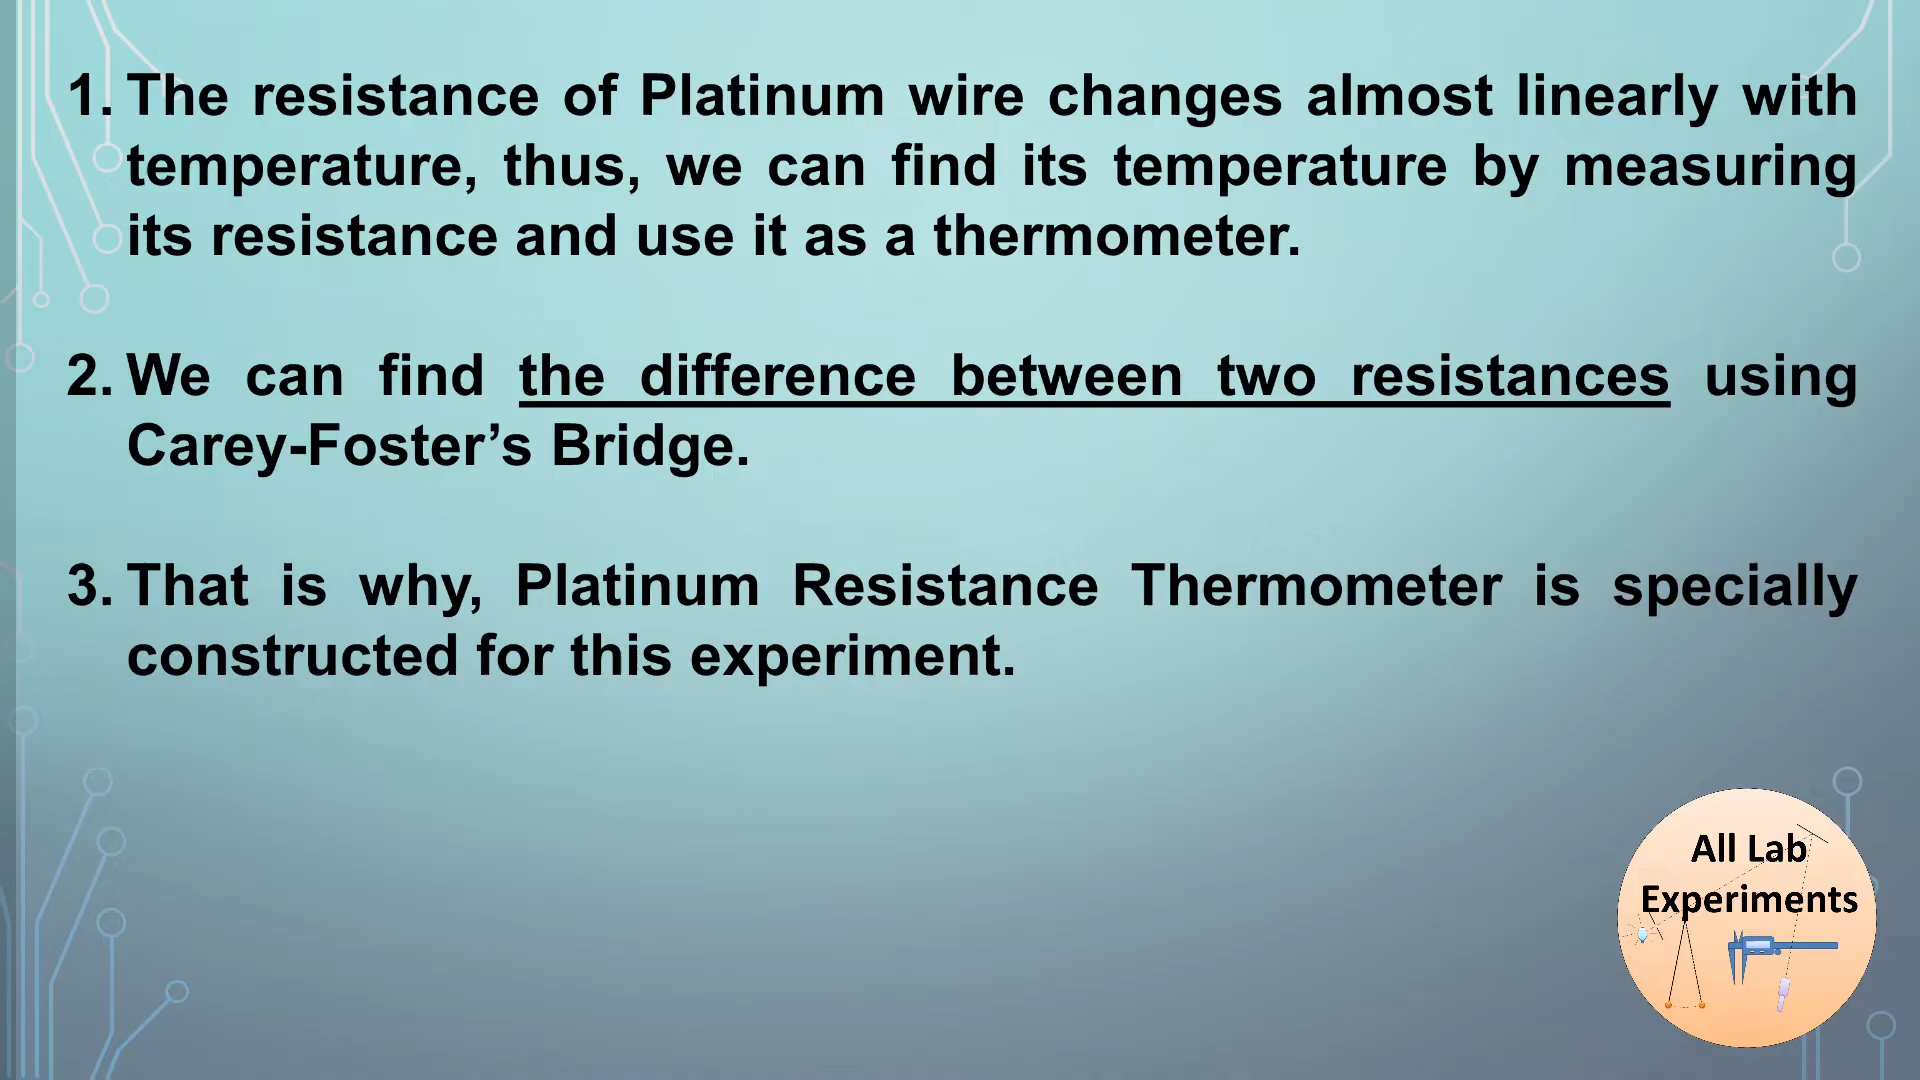 1. The resistance of Platinum wire changes almost linearly with
temperature, thus, we can find its temperature by measuring
its resistance and use it as a thermometer.
2. We can find the difference between two resistances using
Carey-Foster’s Bridge.
3. That is why, Platinum Resistance Thermometer is specially
constructed for this experiment.
All Lab
Experiments